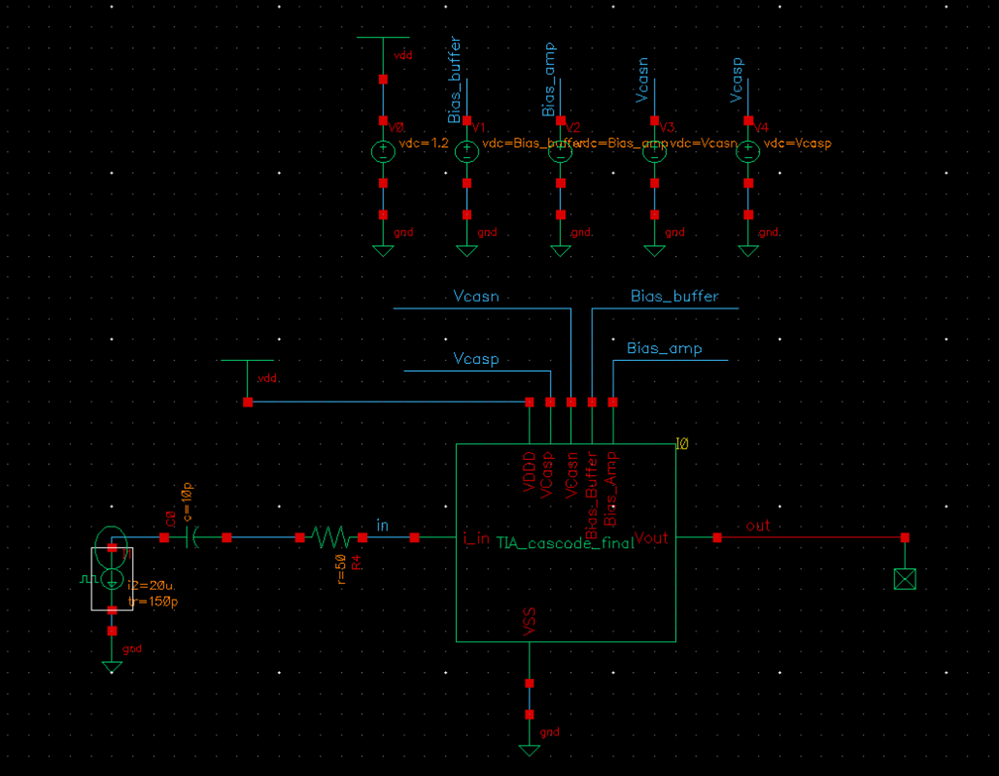 vdd
Bias_buffer
Bias_amp
Vcasn
Vcasp
V0
V1
V2
V3
V4
vdc=1.2
vdc=Bias_buffer
vdc=Bias_amp
vdc=Vcasn
vdc=Vcasp
gnd
gnd
gnd
gnd
gnd
Vcasn
Bias_buffer
Vcasp
Bias_amp
vdd
I0
VDDD
VCasp
VCasn
Bias_Buffer
Bias_Amp
C0
c=10p
in
r=50
R4
i_in
TIA_cascode_final
Vout
out
i2=20u
tr=150p
gnd
VSS
gnd